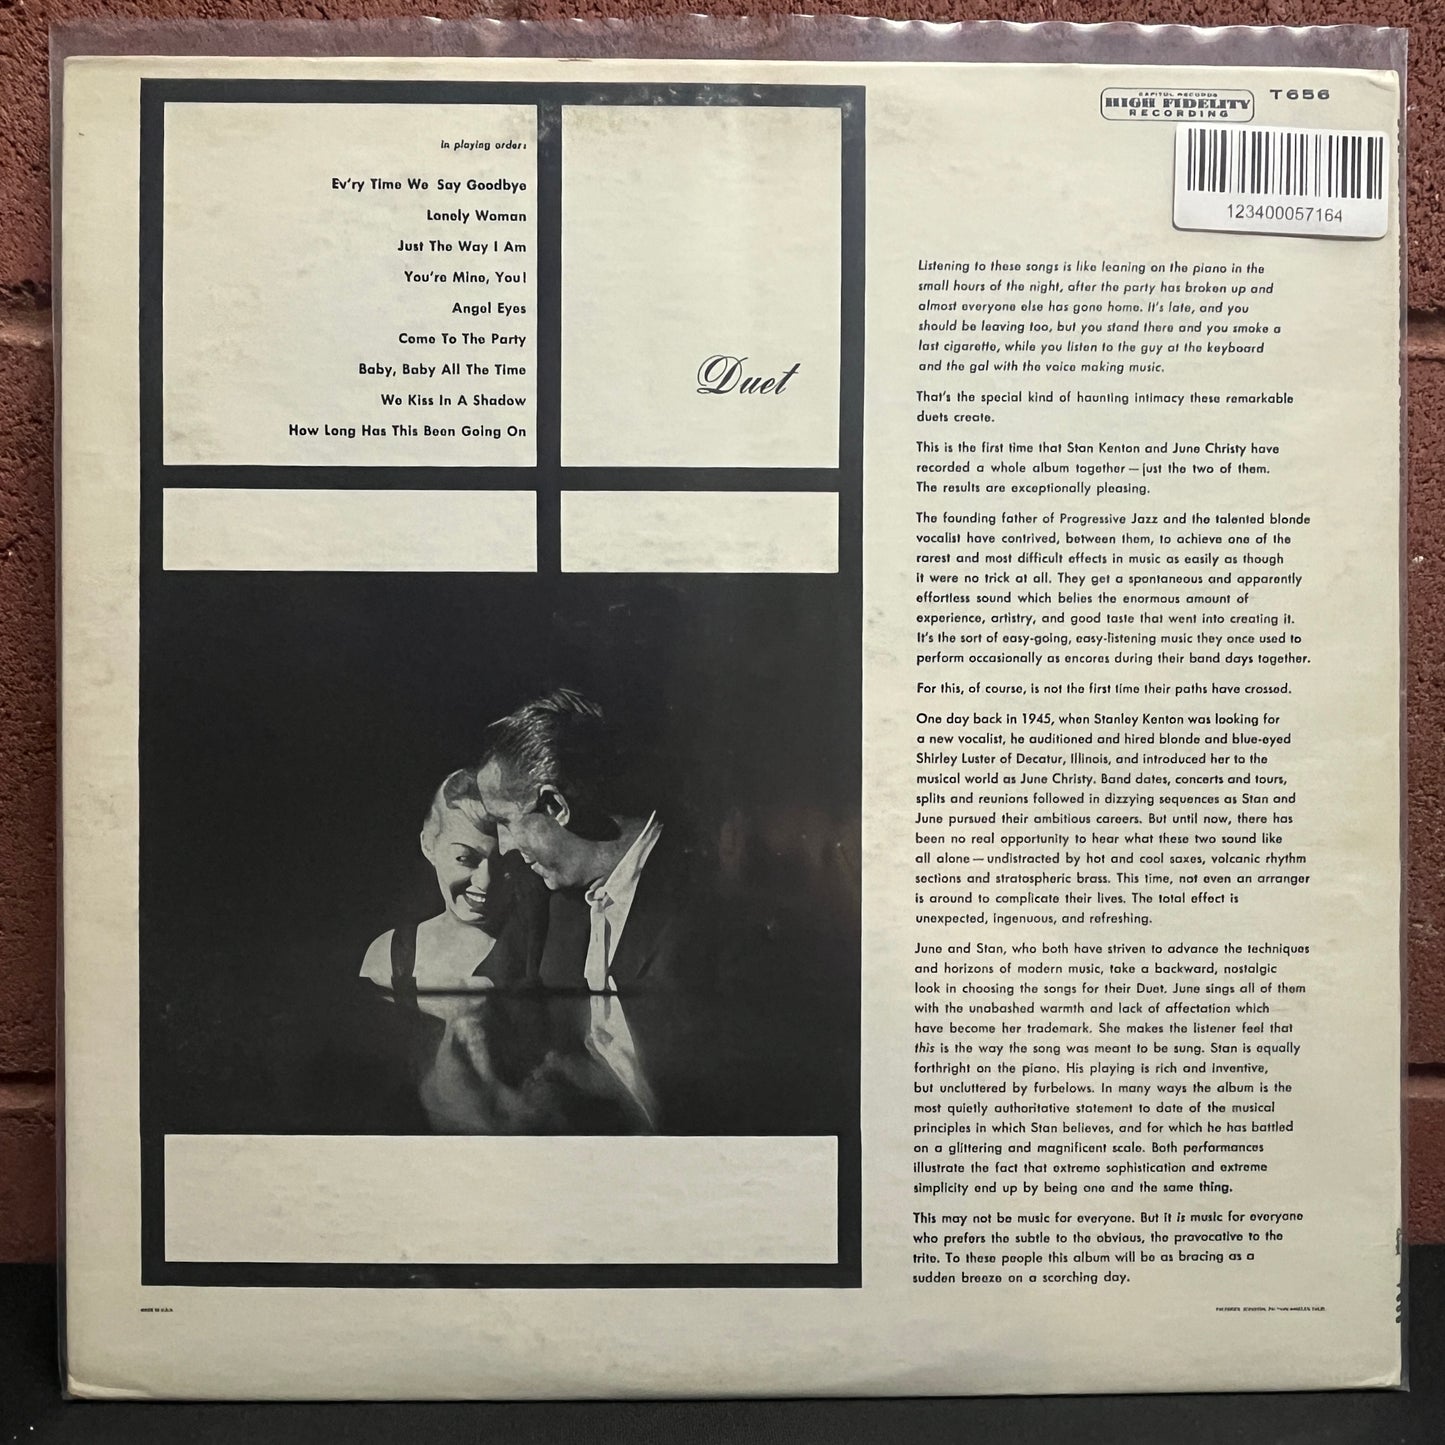 in playing order:
Ev'ry Time We Say Goodbye
Lonely Woman
Just The Way I Am
You're Mine, You!
Angel Eyes
Come To The Party
Baby, Baby All The Time
We Kiss In A Shadow
How Long Has This Been Going On
Duet
CAPITOL RECORDS
HIGH FIDELITY
RECORDING
T656
123400057164
Listening to these songs is like leaning on the piano in the
small hours of the night, after the party has broken up and
almost everyone else has gone home. It's late, and you
should be leaving too, but you stand there and you smoke a
last cigarette, while you listen to the guy at the keyboard
and the gal with the voice making music.
That's the special kind of haunting intimacy these remarkable
duets create.
This is the first time that Stan Kenton and June Christy have
recorded a whole album together — just the two of them.
The results are exceptionally pleasing.
The founding father of Progressive Jazz and the talented blonde
vocalist have contrived, between them, to achieve one of the
rarest and most difficult effects in music as easily as though
it were no trick at all. They get a spontaneous and apparently
effortless sound which belies the enormous amount of
experience, artistry, and good taste that went into creating it.
It's the sort of easy-going, easy-listening music they once used to
perform occasionally as encores during their band days together.
For this, of course, is not the first time their paths have crossed.
One day back in 1945, when Stanley Kenton was looking for
a new vocalist, he auditioned and hired blonde and blue-eyed
Shirley Luster of Decatur, Illinois, and introduced her to the
musical world as June Christy. Band dates, concerts and tours,
splits and reunions followed in dizzying sequences as Stan and
June pursued their ambitious careers. But until now, there has
been no real opportunity to hear what these two sound like
all alone — undistracted by hot and cool saxes, volcanic rhythm
sections and stratospheric brass. This time, not even an arranger
is around to complicate their lives. The total effect is
unexpected, ingenuous, and refreshing.
June and Stan, who both have striven to advance the techniques
and horizons of modern music, take a backward, nostalgic
look in choosing the songs for their Duet. June sings all of them
with the unabashed warmth and lack of affectation which
have become her trademark. She makes the listener feel that
this is the way the song was meant to be sung. Stan is equally
forthright on the piano. His playing is rich and inventive,
but uncluttered by furbelows. In many ways the album is the
most quietly authoritative statement to date of the musical
principles in which Stan believes, and for which he has battled
on a glittering and magnificent scale. Both performances
illustrate the fact that extreme sophistication and extreme
simplicity end up by being one and the same thing.
This may not be music for everyone. But it is music for everyone
who prefers the subtle to the obvious, the provocative to the
trite. To these people this album will be as bracing as a
sudden breeze on a scorching day.
MADE IN U.S.A.